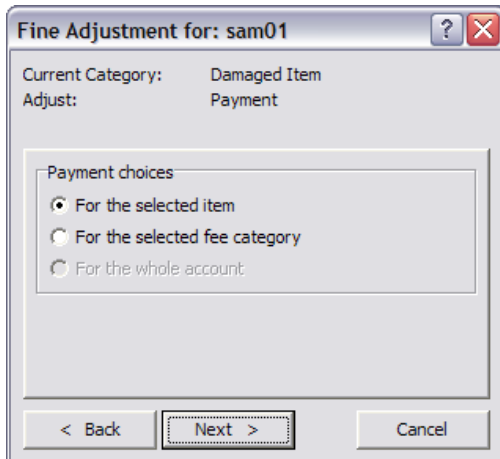 Fine Adjustment for: sam01
?
Current Category: Damaged Item
Adjust: Payment
Payment choices
For the selected item
For the selected fee category
For the whole account
< Back
Next >
Cancel